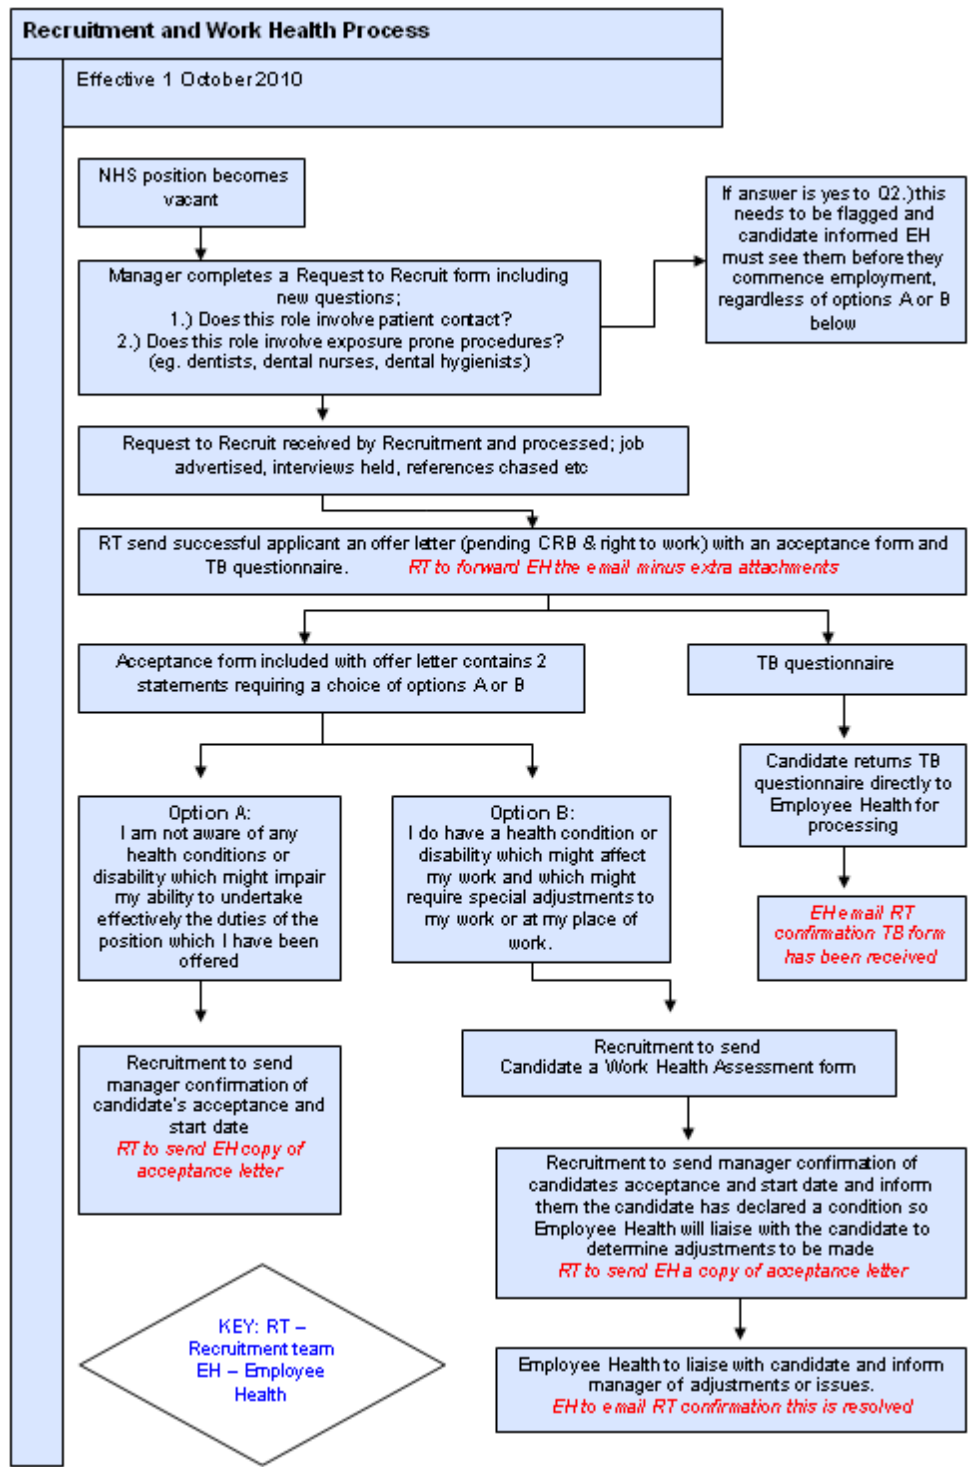 Recruitment and Work Health Process
Effective 1 October 2010
NHS position becomes
vacant
If answer is yes to Q2.) this
needs to be flagged and
candidate informed EH
must see them before they
commence employment,
regardless of options A or B
below
Manager completes a Request to Recruit form including
new questions;
1.) Does this role involve patient contact?
2.) Does this role involve exposure prone procedures?
(eg. dentists, dental nurses, dental hygienists)
Request to Recruit received by Recruitment and processed; job
advertised, interviews held, references chased etc
RT send successful applicant an offer letter (pending CRB & right to work) with an acceptance form and
TB questionnaire. RT to forward EH the email minus extra attachments
Acceptance form included with offer letter contains 2
statements requiring a choice of options A or B
TB questionnaire
Candidate returns TB
questionnaire directly to
Employee Health for
processing
EH email RT
confirmation TB form
has been received
Option A:
I am not aware of any
health conditions or
disability which might impair
my ability to undertake
effectively the duties of the
position which I have been
offered
Option B:
I do have a health condition or
disability which might affect
my work and which might
require special adjustments to
my work or at my place of
work.
Recruitment to send
manager confirmation of
candidate's acceptance and
start date
RT to send EH copy of
acceptance letter
Recruitment to send
Candidate a Work Health Assessment form
Recruitment to send manager confirmation of
candidates acceptance and start date and inform
them the candidate has declared a condition so
Employee Health will liaise with the candidate to
determine adjustments to be made
RT to send EH a copy of acceptance letter
Employee Health to liaise with candidate and inform
manager of adjustments or issues.
EH to email RT confirmation this is resolved
KEY: RT –
Recruitment team
EH – Employee
Health